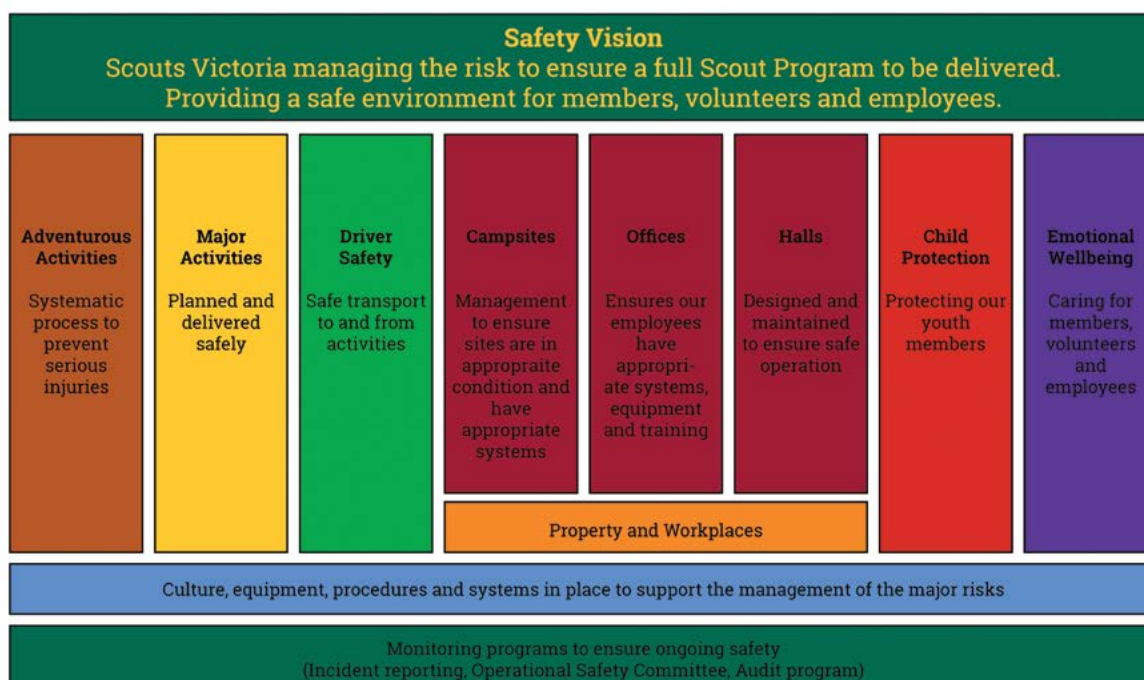 Safety Vision
Scouts Victoria managing the risk to ensure a full Scout Program to be delivered.
Providing a safe environment for members, volunteers and employees.
Adventurous
Activities
Systematic
process to
prevent
serious
injuries
Major
Activities
Planned and
delivered
safely
Driver
Safety
Safe transport
to and from
activities
Campsites
Management
to ensure
sites are in
appropraite
condition and
have
appropriate
systems
Offices
Ensures our
employees
have
appropri-
ate systems,
equipment
and training
Halls
Designed and
maintained
to ensure safe
operation
Property and Workplaces
Child
Protection
Protecting our
youth
members
Emotional
Wellbeing
Caring for
members,
volunteers
and
employees
Culture, equipment, procedures and systems in place to support the management of the major risks
Monitoring programs to ensure ongoing safety
(Incident reporting, Operational Safety Committee, Audit program)